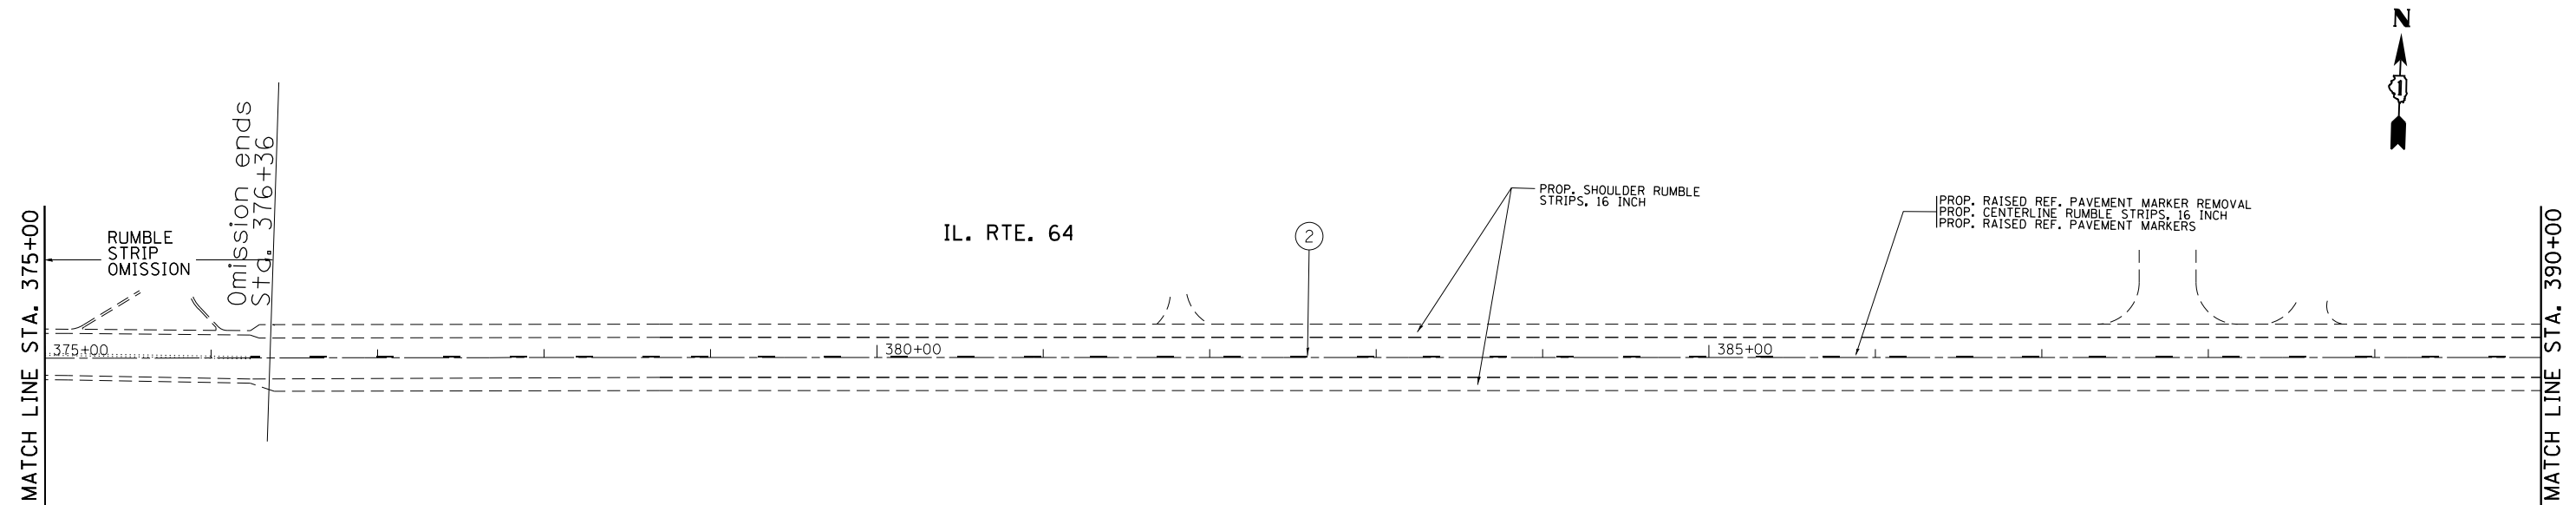 MATCH LINE STA. 375+00
RUMBLE
STRIP
OMISSION
Omission ends
Sta. 376+36
375+00
380+00
IL. RTE. 64
2
PROP. SHOULDER RUMBLE
STRIPS, 16 INCH
385+00
PROP. RAISED REF. PAVEMENT MARKER REMOVAL
PROP. CENTERLINE RUMBLE STRIPS, 16 INCH
PROP. RAISED REF. PAVEMENT MARKERS
N
1
MATCH LINE STA. 390+00